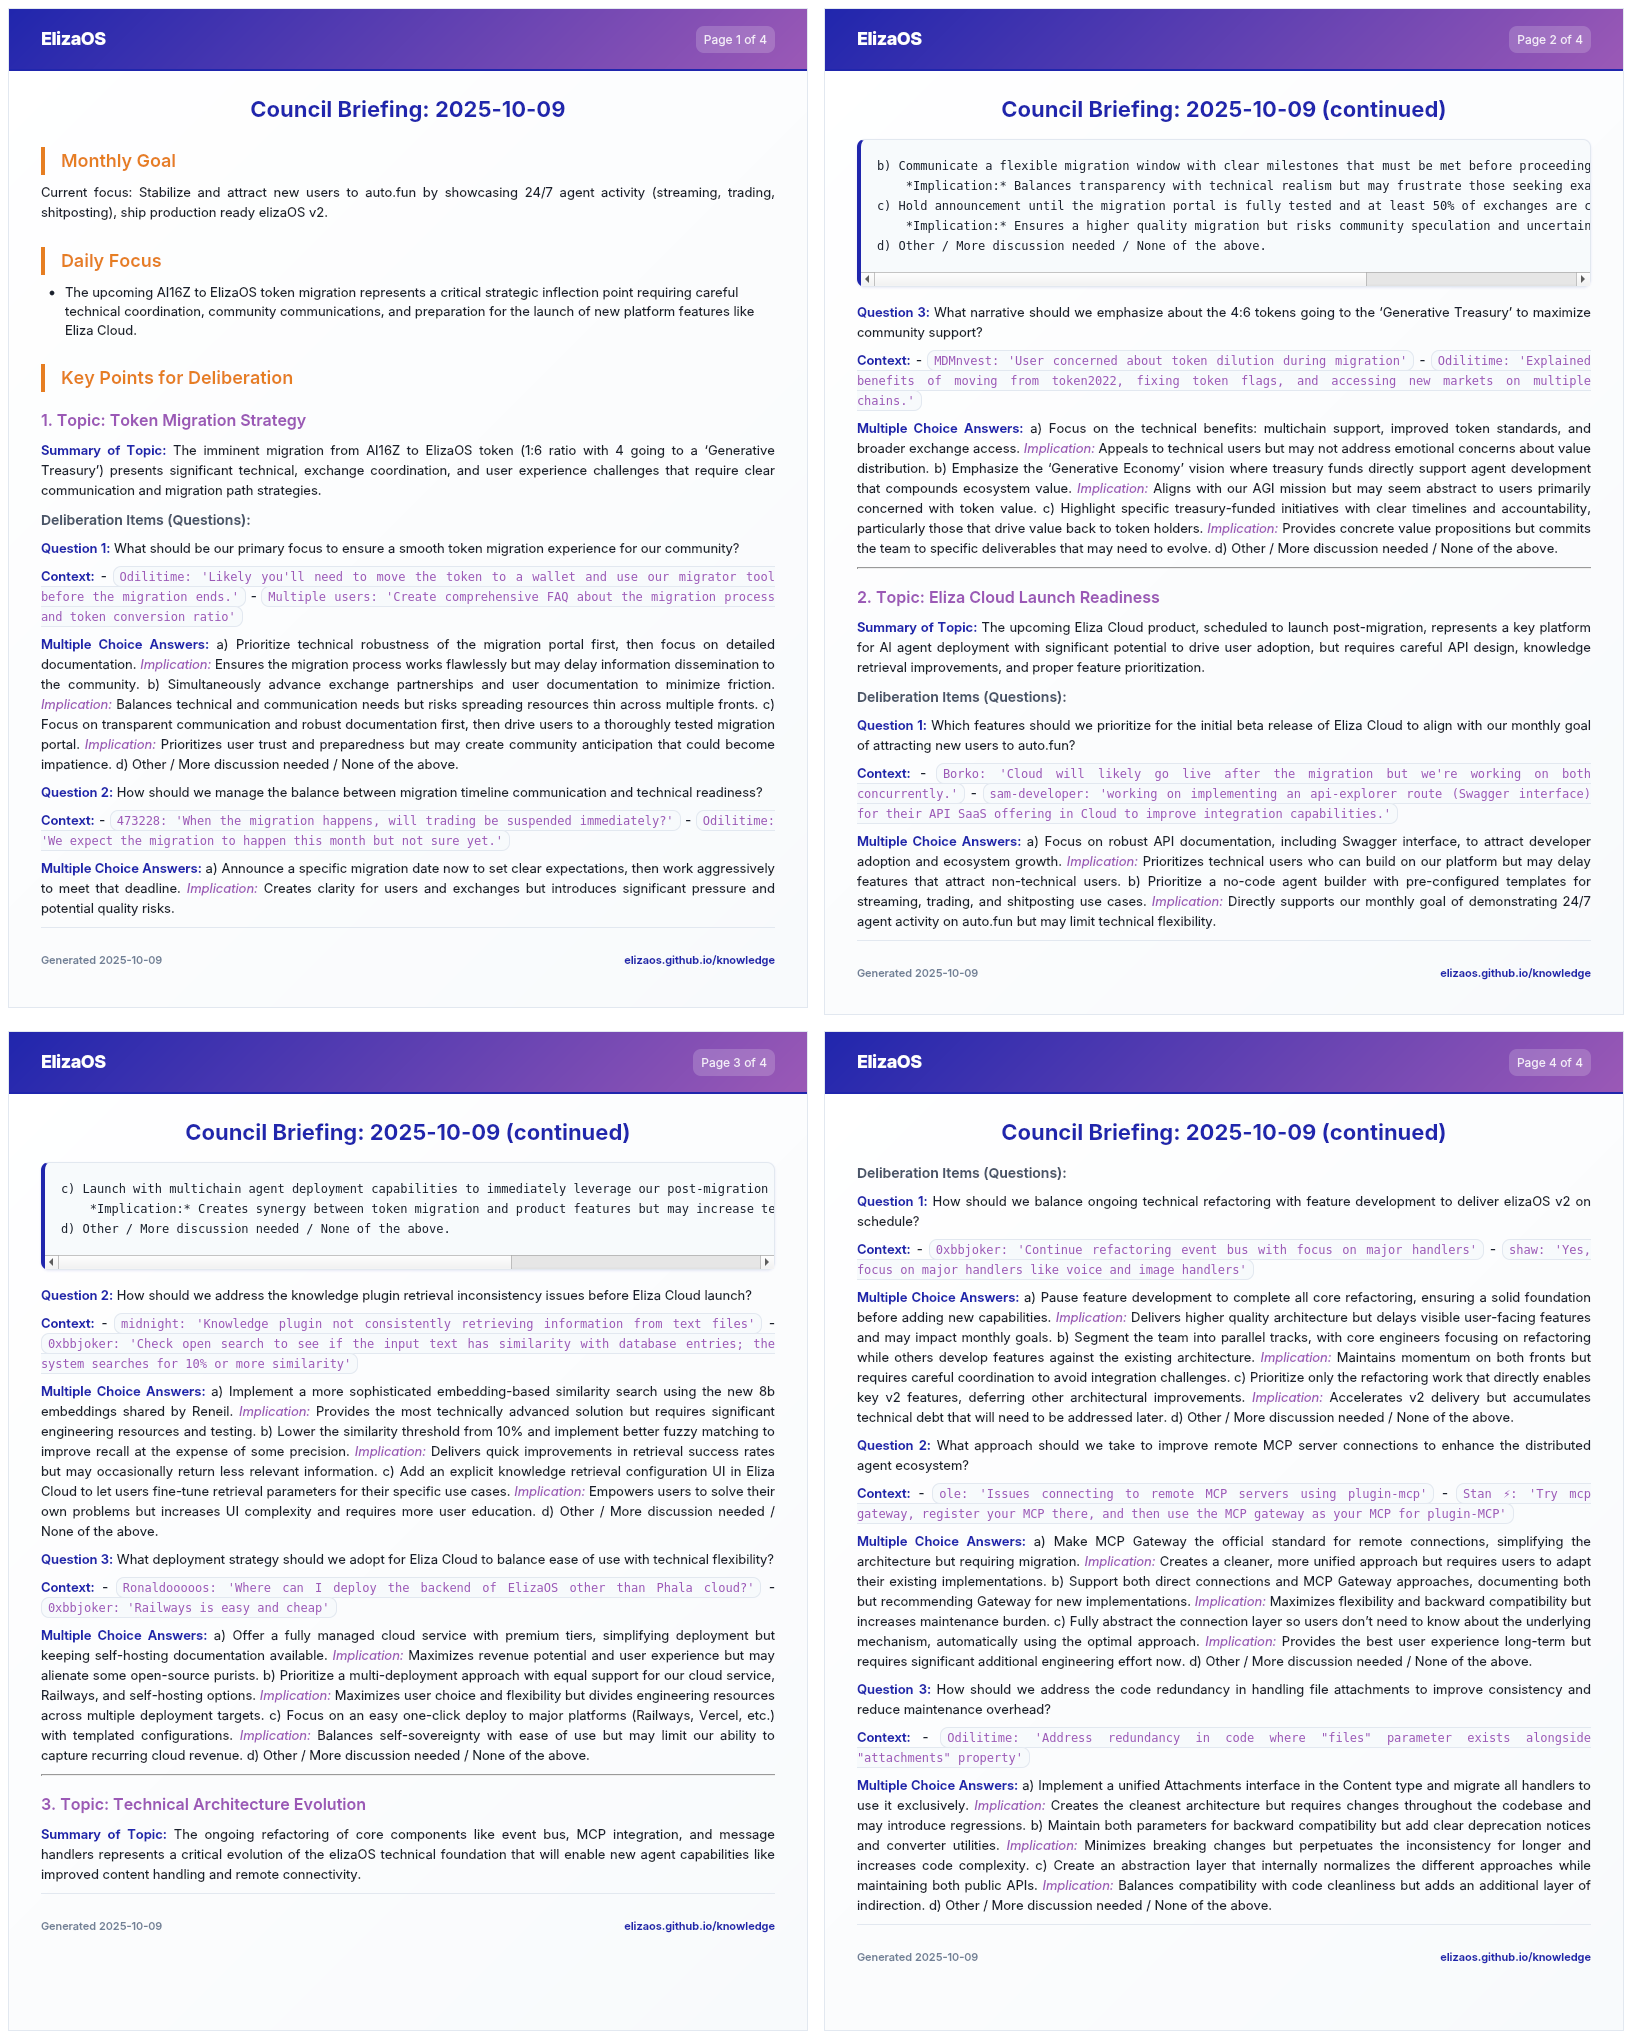 ElizaOS
Page 1 of 4
Council Briefing: 2025-10-09
Monthly Goal
Current focus: Stabilize and attract new users to auto.fun by showcasing 24/7 agent activity (streaming, trading,
shitposting), ship production ready elizaOS v2.
Daily Focus
• The upcoming AI16Z to ElizaOS token migration represents a critical strategic inflection point requiring careful
technical coordination, community communications, and preparation for the launch of new platform features like
Eliza Cloud.
Key Points for Deliberation
1. Topic: Token Migration Strategy
Summary of Topic: The imminent migration from AI16Z to ElizaOS token (1:6 ratio with 4 going to a ‘Generative
Treasury’) presents significant technical, exchange coordination, and user experience challenges that require clear
communication and migration path strategies.
Deliberation Items (Questions):
Question 1: What should be our primary focus to ensure a smooth token migration experience for our community?
Context: - Odilitime: 'Likely you'll need to move the token to a wallet and use our migrator tool
before the migration ends.' - Multiple users: 'Create comprehensive FAQ about the migration process
and token conversion ratio'
Multiple Choice Answers: a) Prioritize technical robustness of the migration portal first, then focus on detailed
documentation. Implication: Ensures the migration process works flawlessly but may delay information dissemination to
the community. b) Simultaneously advance exchange partnerships and user documentation to minimize friction.
Implication: Balances technical and communication needs but risks spreading resources thin across multiple fronts. c)
Focus on transparent communication and robust documentation first, then drive users to a thoroughly tested migration
portal. Implication: Prioritizes user trust and preparedness but may create community anticipation that could become
impatience. d) Other / More discussion needed / None of the above.
Question 2: How should we manage the balance between migration timeline communication and technical readiness?
Context: - 473228: 'When the migration happens, will trading be suspended immediately?' - Odilitime:
'We expect the migration to happen this month but not sure yet.'
Multiple Choice Answers: a) Announce a specific migration date now to set clear expectations, then work aggressively
to meet that deadline. Implication: Creates clarity for users and exchanges but introduces significant pressure and
potential quality risks.
Generated 2025-10-09
elizaos.github.io/knowledge
ElizaOS
Page 2 of 4
Council Briefing: 2025-10-09 (continued)
b) Communicate a flexible migration window with clear milestones that must be met before proceeding
*Implication:* Balances transparency with technical realism but may frustrate those seeking exa
c) Hold announcement until the migration portal is fully tested and at least 50% of exchanges are c
*Implication:* Ensures a higher quality migration but risks community speculation and uncertain
d) Other / More discussion needed / None of the above.
Question 3: What narrative should we emphasize about the 4:6 tokens going to the ‘Generative Treasury’ to maximize
community support?
Context: - MDMnvest: 'User concerned about token dilution during migration' - Odilitime: 'Explained
benefits of moving from token2022, fixing token flags, and accessing new markets on multiple
chains.'
Multiple Choice Answers: a) Focus on the technical benefits: multichain support, improved token standards, and
broader exchange access. Implication: Appeals to technical users but may not address emotional concerns about value
distribution. b) Emphasize the ‘Generative Economy’ vision where treasury funds directly support agent development
that compounds ecosystem value. Implication: Aligns with our AGI mission but may seem abstract to users primarily
concerned with token value. c) Highlight specific treasury-funded initiatives with clear timelines and accountability,
particularly those that drive value back to token holders. Implication: Provides concrete value propositions but commits
the team to specific deliverables that may need to evolve. d) Other / More discussion needed / None of the above.
2. Topic: Eliza Cloud Launch Readiness
Summary of Topic: The upcoming Eliza Cloud product, scheduled to launch post-migration, represents a key platform
for AI agent deployment with significant potential to drive user adoption, but requires careful API design, knowledge
retrieval improvements, and proper feature prioritization.
Deliberation Items (Questions):
Question 1: Which features should we prioritize for the initial beta release of Eliza Cloud to align with our monthly goal
of attracting new users to auto.fun?
Context: - Borko: 'Cloud will likely go live after the migration but we're working on both
concurrently.' - sam-developer: 'working on implementing an api-explorer route (Swagger interface)
for their API SaaS offering in Cloud to improve integration capabilities.'
Multiple Choice Answers: a) Focus on robust API documentation, including Swagger interface, to attract developer
adoption and ecosystem growth. Implication: Prioritizes technical users who can build on our platform but may delay
features that attract non-technical users. b) Prioritize a no-code agent builder with pre-configured templates for
streaming, trading, and shitposting use cases. Implication: Directly supports our monthly goal of demonstrating 24/7
agent activity on auto.fun but may limit technical flexibility.
Generated 2025-10-09
elizaos.github.io/knowledge
ElizaOS
Page 3 of 4
Council Briefing: 2025-10-09 (continued)
c) Launch with multichain agent deployment capabilities to immediately leverage our post-migration
*Implication:* Creates synergy between token migration and product features but may increase te
d) Other / More discussion needed / None of the above.
Question 2: How should we address the knowledge plugin retrieval inconsistency issues before Eliza Cloud launch?
Context: - midnight: 'Knowledge plugin not consistently retrieving information from text files' -
0xbbjoker: 'Check open search to see if the input text has similarity with database entries; the
system searches for 10% or more similarity'
Multiple Choice Answers: a) Implement a more sophisticated embedding-based similarity search using the new 8b
embeddings shared by Reneil. Implication: Provides the most technically advanced solution but requires significant
engineering resources and testing. b) Lower the similarity threshold from 10% and implement better fuzzy matching to
improve recall at the expense of some precision. Implication: Delivers quick improvements in retrieval success rates
but may occasionally return less relevant information. c) Add an explicit knowledge retrieval configuration UI in Eliza
Cloud to let users fine-tune retrieval parameters for their specific use cases. Implication: Empowers users to solve their
own problems but increases UI complexity and requires more user education. d) Other / More discussion needed /
None of the above.
Question 3: What deployment strategy should we adopt for Eliza Cloud to balance ease of use with technical flexibility?
Context: - Ronaldooooos: 'Where can I deploy the backend of ElizaOS other than Phala cloud?' -
0xbbjoker: 'Railways is easy and cheap'
Multiple Choice Answers: a) Offer a fully managed cloud service with premium tiers, simplifying deployment but
keeping self-hosting documentation available. Implication: Maximizes revenue potential and user experience but may
alienate some open-source purists. b) Prioritize a multi-deployment approach with equal support for our cloud service,
Railways, and self-hosting options. Implication: Maximizes user choice and flexibility but divides engineering resources
across multiple deployment targets. c) Focus on an easy one-click deploy to major platforms (Railways, Vercel, etc.)
with templated configurations. Implication: Balances self-sovereignty with ease of use but may limit our ability to
capture recurring cloud revenue. d) Other / More discussion needed / None of the above.
3. Topic: Technical Architecture Evolution
Summary of Topic: The ongoing refactoring of core components like event bus, MCP integration, and message
handlers represents a critical evolution of the elizaOS technical foundation that will enable new agent capabilities like
improved content handling and remote connectivity.
Generated 2025-10-09
elizaos.github.io/knowledge
ElizaOS
Page 4 of 4
Council Briefing: 2025-10-09 (continued)
Deliberation Items (Questions):
Question 1: How should we balance ongoing technical refactoring with feature development to deliver elizaOS v2 on
schedule?
Context: - 0xbbjoker: 'Continue refactoring event bus with focus on major handlers' - shaw: 'Yes,
focus on major handlers like voice and image handlers'
Multiple Choice Answers: a) Pause feature development to complete all core refactoring, ensuring a solid foundation
before adding new capabilities. Implication: Delivers higher quality architecture but delays visible user-facing features
and may impact monthly goals. b) Segment the team into parallel tracks, with core engineers focusing on refactoring
while others develop features against the existing architecture. Implication: Maintains momentum on both fronts but
requires careful coordination to avoid integration challenges. c) Prioritize only the refactoring work that directly enables
key v2 features, deferring other architectural improvements. Implication: Accelerates v2 delivery but accumulates
technical debt that will need to be addressed later. d) Other / More discussion needed / None of the above.
Question 2: What approach should we take to improve remote MCP server connections to enhance the distributed
agent ecosystem?
Context: - ole: 'Issues connecting to remote MCP servers using plugin-mcp' - Stan ⚡: 'Try mcp
gateway, register your MCP there, and then use the MCP gateway as your MCP for plugin-MCP'
Multiple Choice Answers: a) Make MCP Gateway the official standard for remote connections, simplifying the
architecture but requiring migration. Implication: Creates a cleaner, more unified approach but requires users to adapt
their existing implementations. b) Support both direct connections and MCP Gateway approaches, documenting both
but recommending Gateway for new implementations. Implication: Maximizes flexibility and backward compatibility but
increases maintenance burden. c) Fully abstract the connection layer so users don’t need to know about the underlying
mechanism, automatically using the optimal approach. Implication: Provides the best user experience long-term but
requires significant additional engineering effort now. d) Other / More discussion needed / None of the above.
Question 3: How should we address the code redundancy in handling file attachments to improve consistency and
reduce maintenance overhead?
Context: - Odilitime: 'Address redundancy in code where "files" parameter exists alongside
"attachments" property'
Multiple Choice Answers: a) Implement a unified Attachments interface in the Content type and migrate all handlers to
use it exclusively. Implication: Creates the cleanest architecture but requires changes throughout the codebase and
may introduce regressions. b) Maintain both parameters for backward compatibility but add clear deprecation notices
and converter utilities. Implication: Minimizes breaking changes but perpetuates the inconsistency for longer and
increases code complexity. c) Create an abstraction layer that internally normalizes the different approaches while
maintaining both public APIs. Implication: Balances compatibility with code cleanliness but adds an additional layer of
indirection. d) Other / More discussion needed / None of the above.
Generated 2025-10-09
elizaos.github.io/knowledge